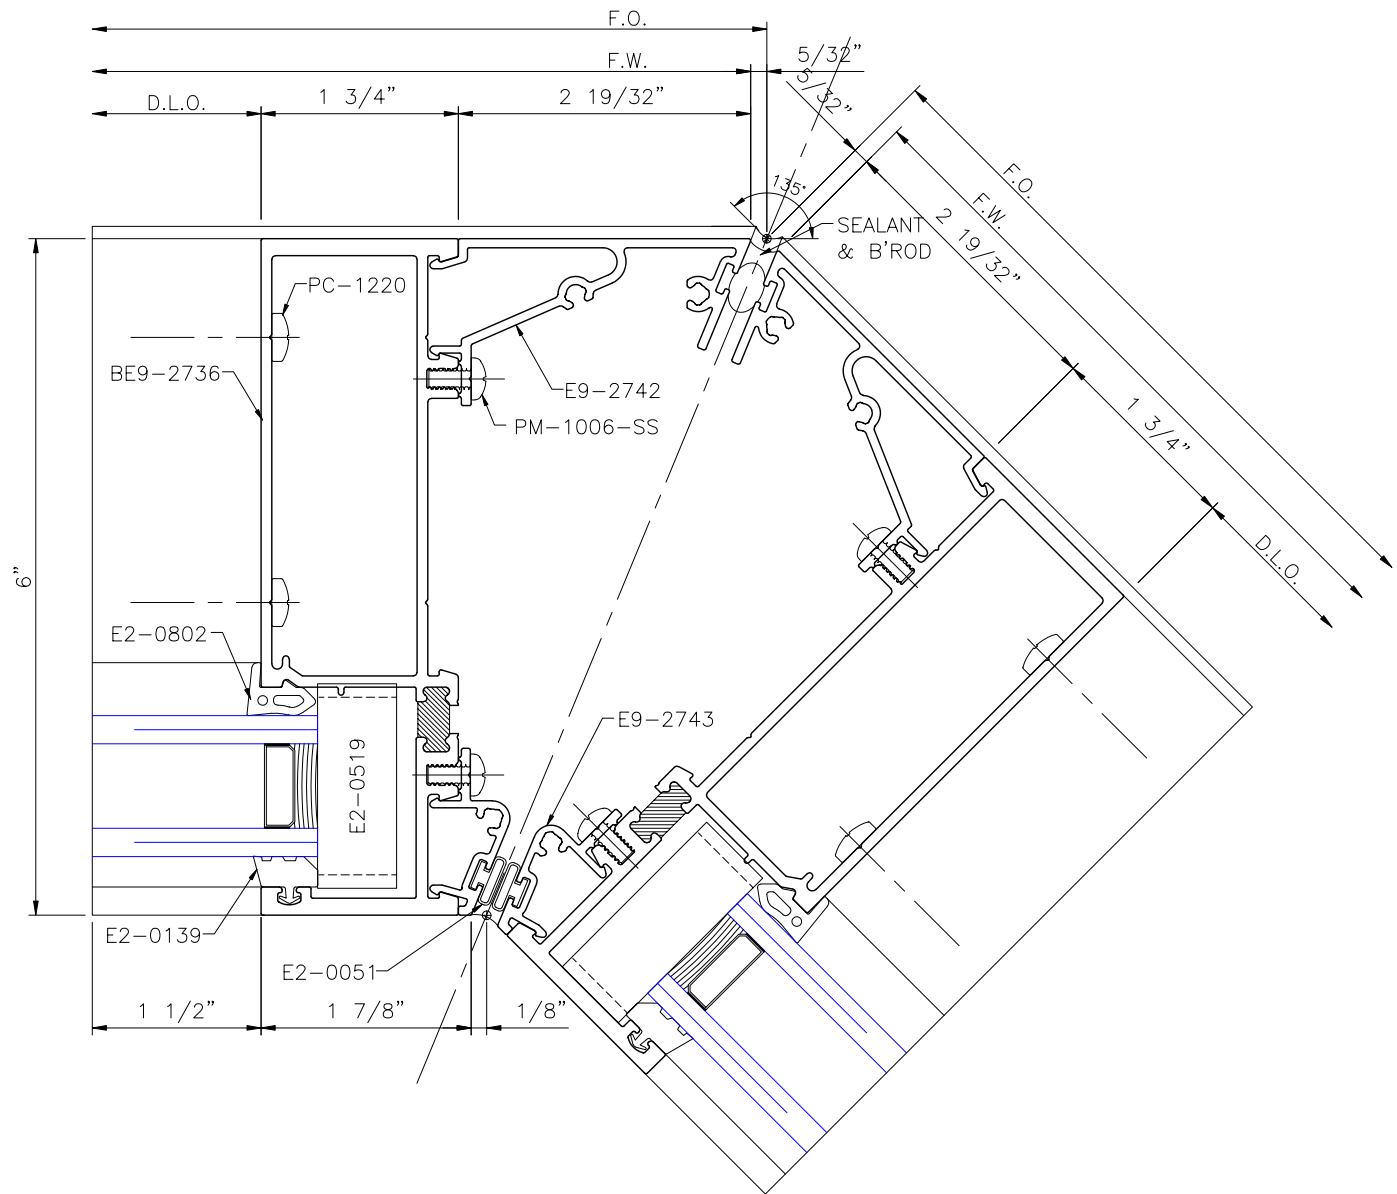 F.O.
F.W.
5/32”
D.L.O.
1 3/4”
2 19/32”
5/32”
F.O.
F.W.
2 19/32”
135°
SEALANT
& B’ROD
PC-1220
BE9-2736
E9-2742
PM-1006-SS
1 3/4”
D.L.O.
6”
E2-0802
E9-2743
E2-0519
E2-0139
E2-0051
1 1/2”
1 7/8”
1/8”